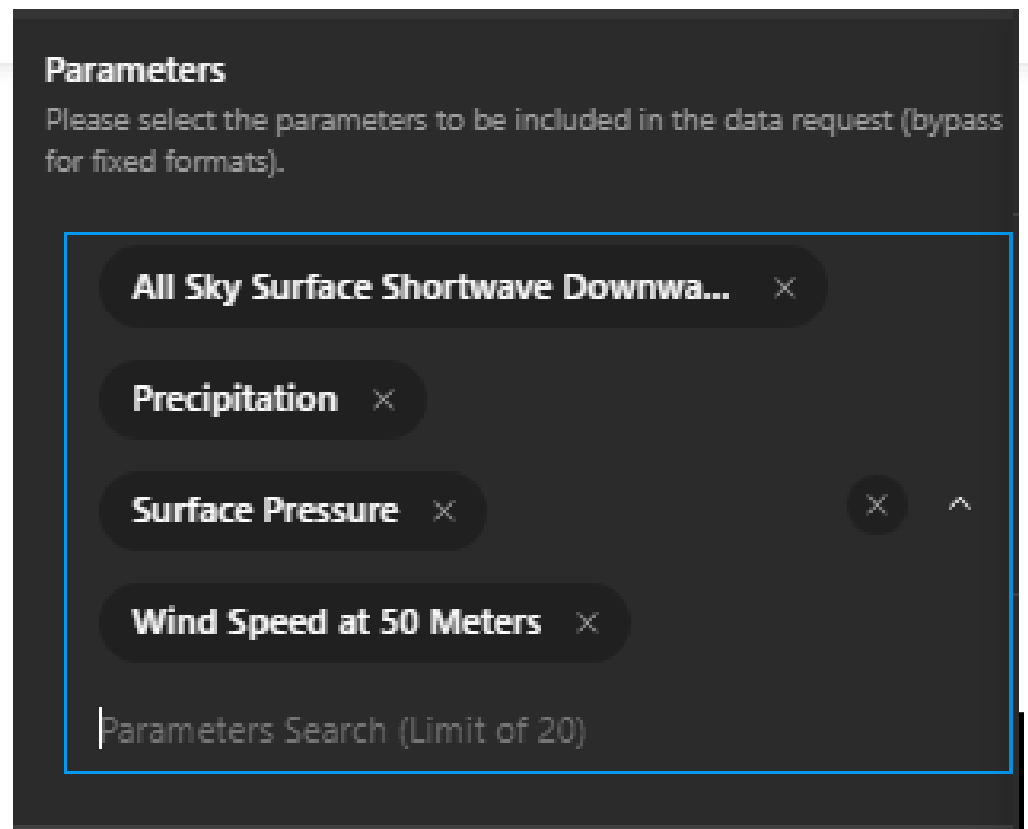 Parameters
Please select the parameters to be included in the data request (bypass
for fixed formats).
All Sky Surface Shortwave Downwa...
Precipitation
Surface Pressure
Wind Speed at 50 Meters
Parameters Search (Limit of 20)